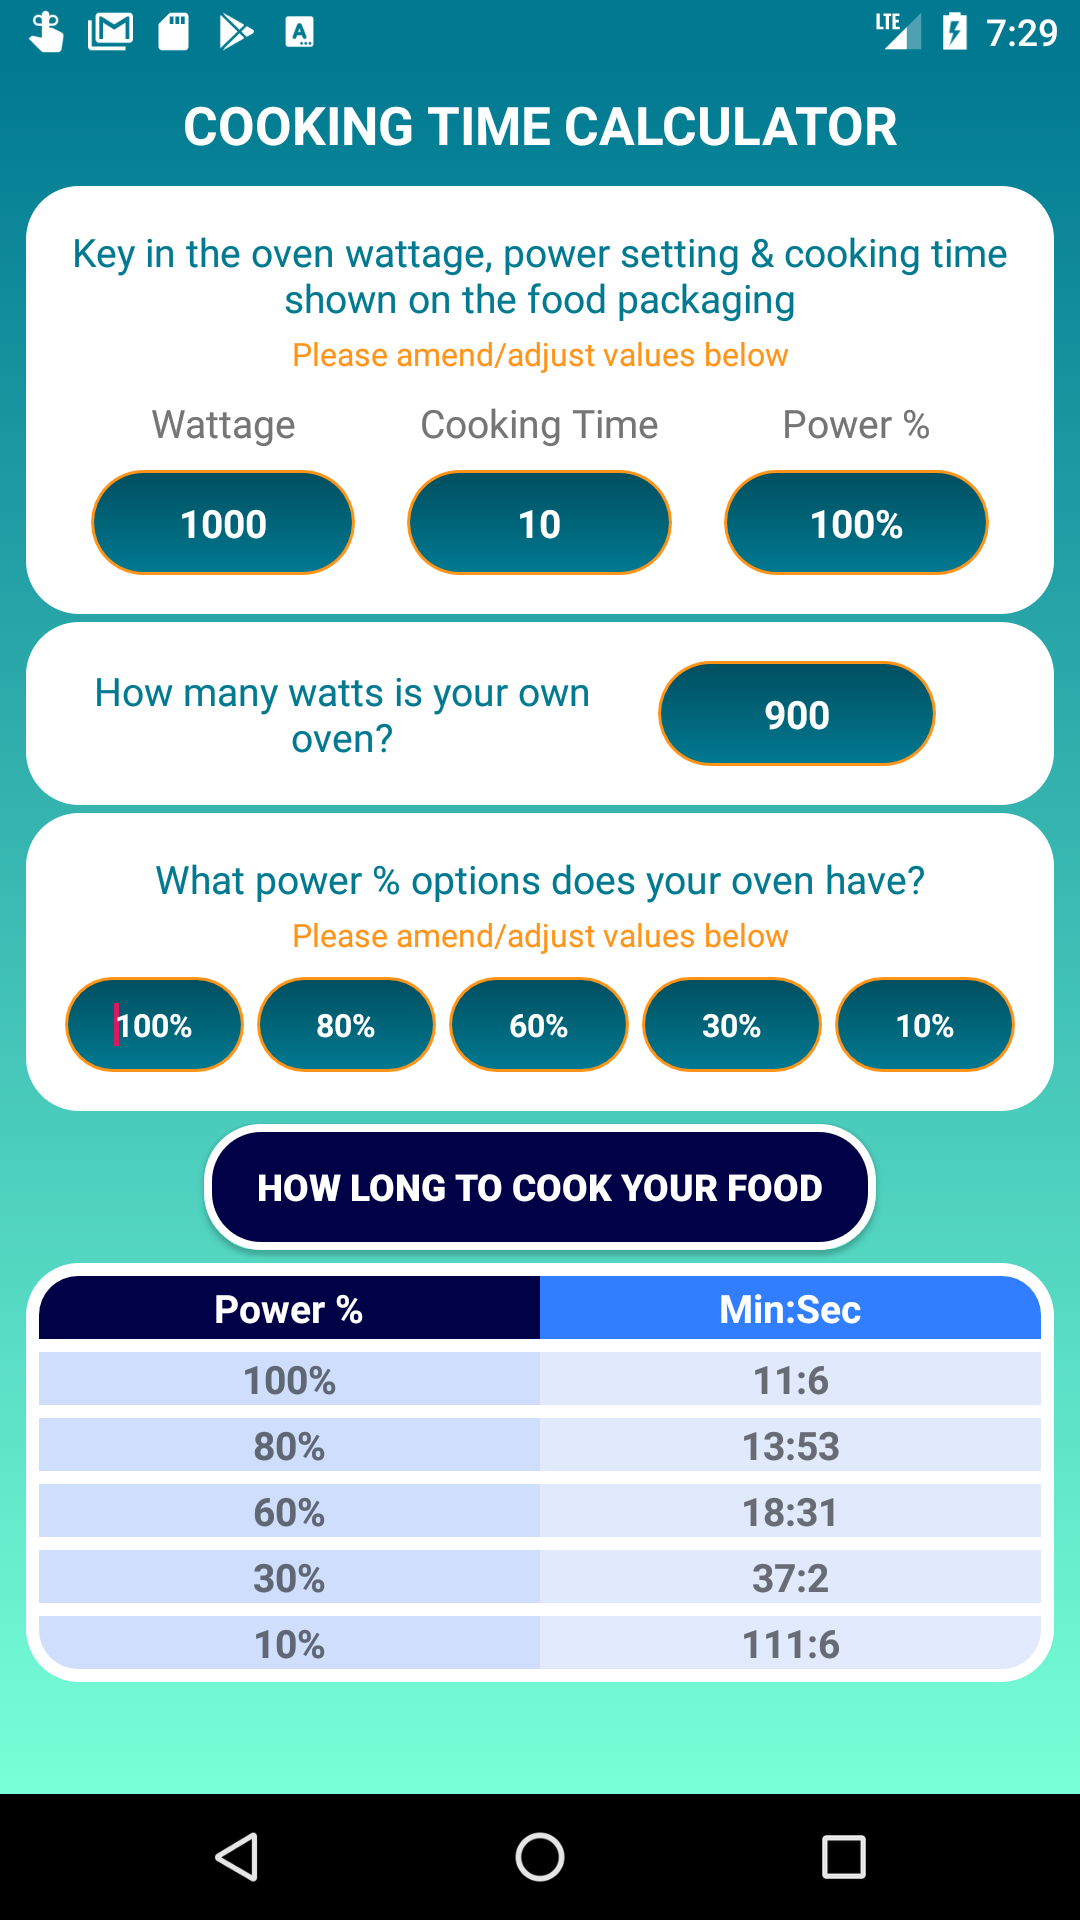 LTE 7:29
COOKING TIME CALCULATOR
Key in the oven wattage, power setting & cooking time
shown on the food packaging
Please amend/adjust values below
Wattage Cooking Time Power %
1000 10 100%
How many watts is your own
oven?
900
What power % options does your oven have?
Please amend/adjust values below
100% 80% 60% 30% 10%
HOW LONG TO COOK YOUR FOOD
Power % Min:Sec
100% 11:6
80% 13:53
60% 18:31
30% 37:2
10% 111:6